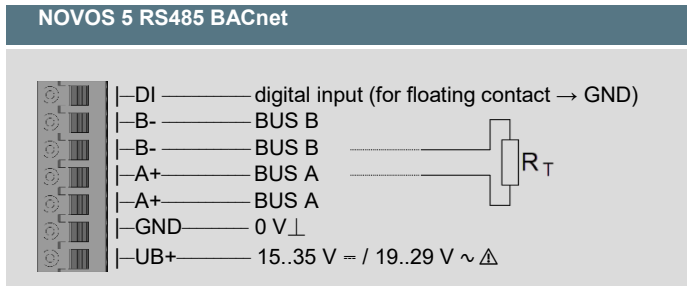 NOVOS 5 RS485 BACnet
DI digital input (for floating contact → GND)
B- BUS B
B- BUS B
A+ BUS A
A+ BUS A
RT
GND 0 V⊥
UB+ 15..35 V ⎓ / 19..29 V ∿ ⚠